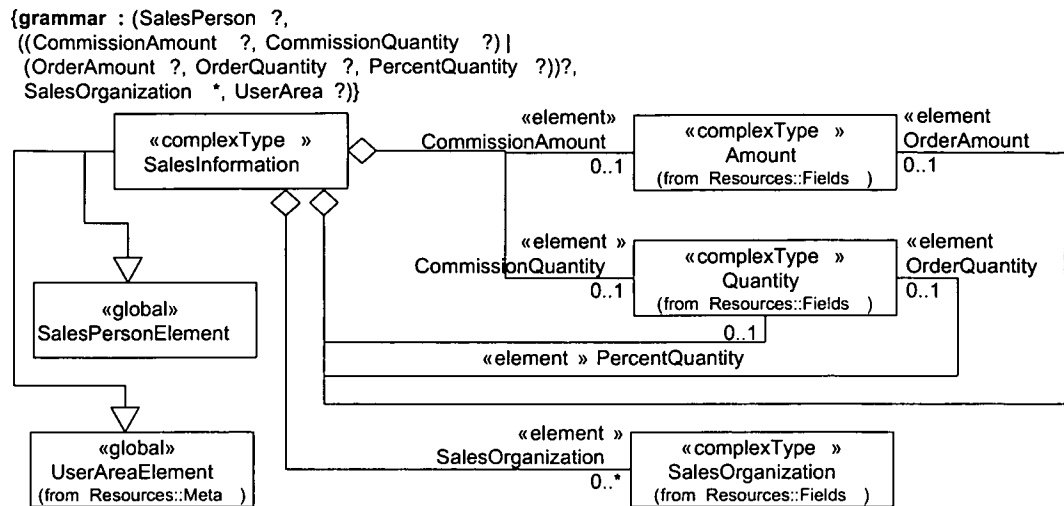 {grammar : (SalesPerson ?,
((CommissionAmount ?, CommissionQuantity ?) |
(OrderAmount ?, OrderQuantity ?, PercentQuantity ?))?,
SalesOrganization *, UserArea ?)}
«complexType »
SalesInformation
«element»
CommissionAmount
0..1
«complexType »
Amount
(from Resources::Fields )
«element
OrderAmount
0..1
«element »
CommissionQuantity
0..1
«complexType »
Quantity
(from Resources::Fields )
«element
OrderQuantity
0..1
0..1
«element » PercentQuantity
«global»
SalesPersonElement
«global»
UserAreaElement
(from Resources::Meta )
«element »
SalesOrganization
0..*
«complexType »
SalesOrganization
(from Resources::Fields )